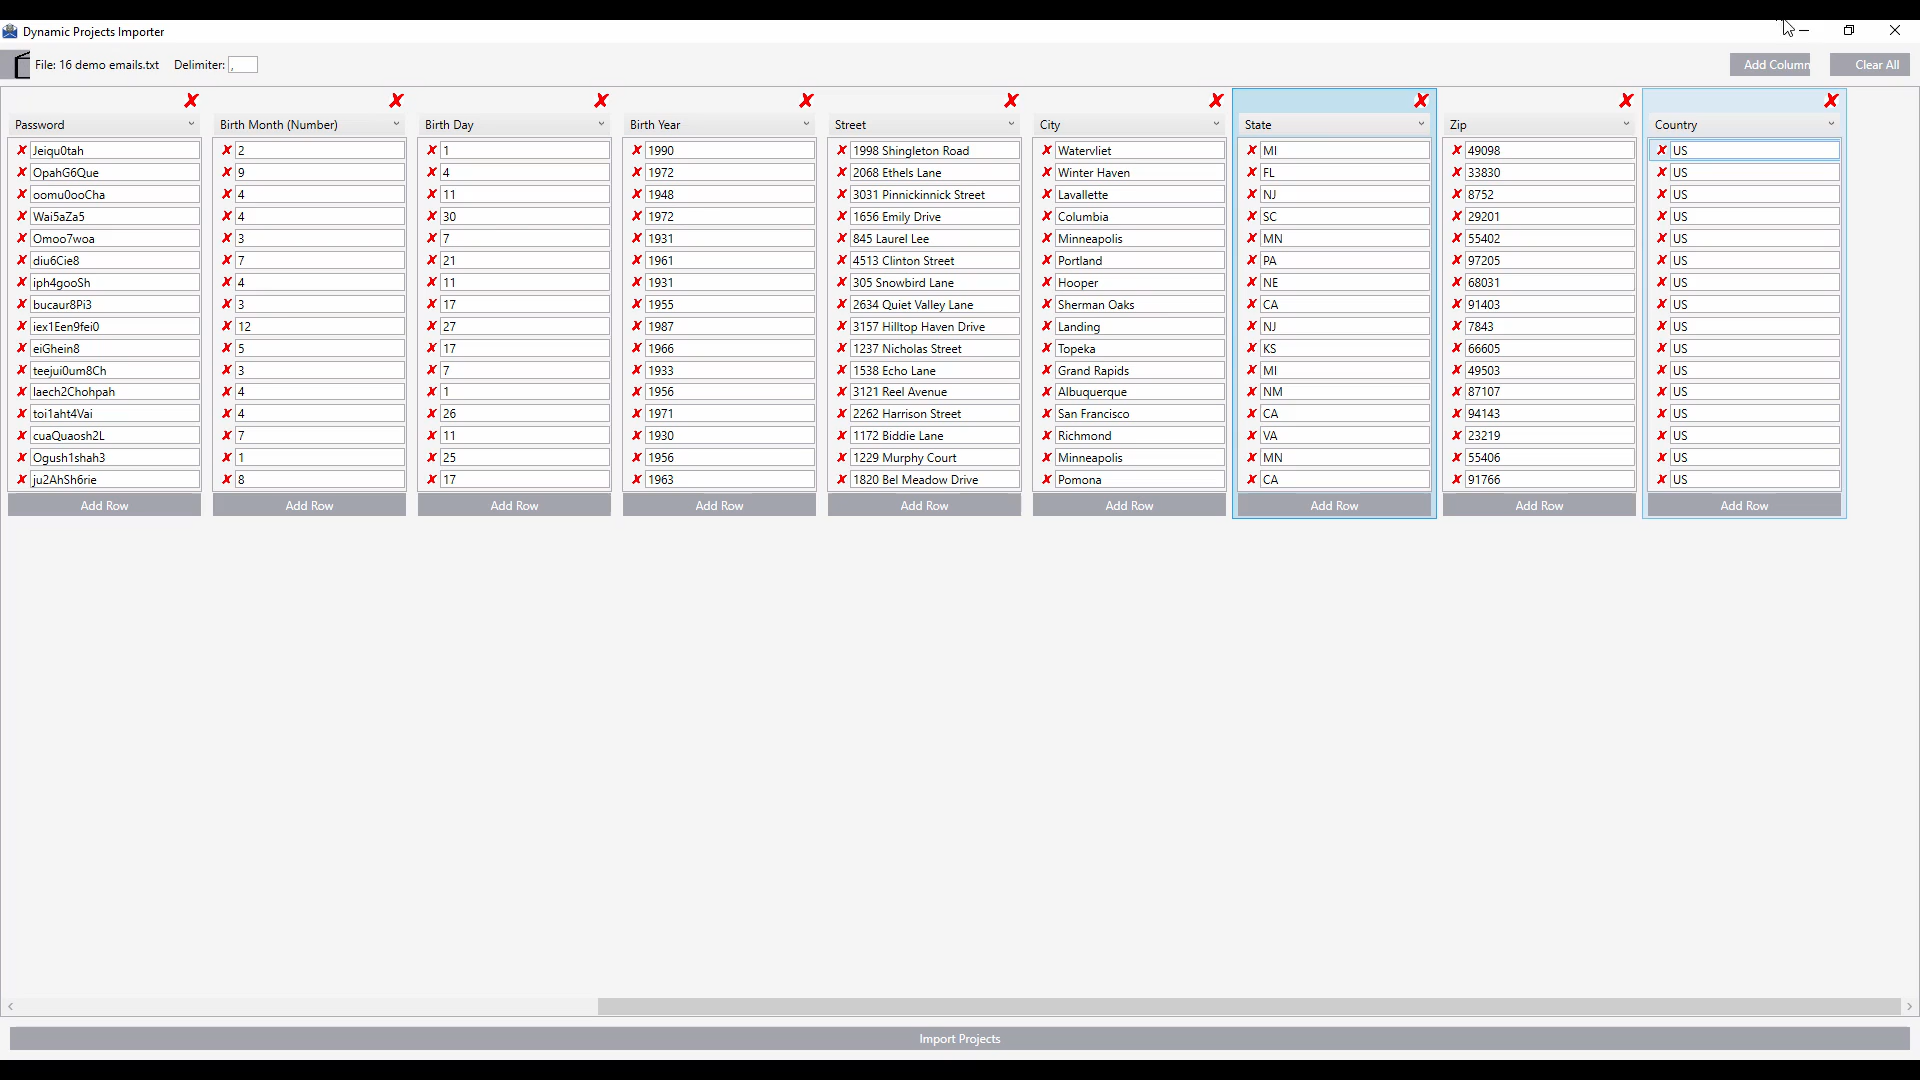 Dynamic Projects Importer
File: 16 demo emails.txt Delimiter: , Add Column Clear All
Password Birth Month (Number) Birth Day Birth Year Street City State Zip Country
Jeiqu0tah 2 1 1990 1998 Shingleton Road Watervliet MI 49098 US
OpahG6Que 9 4 1972 2068 Ethels Lane Winter Haven FL 33830 US
oomu0ooCha 4 11 1948 3031 Pinnickinnick Street Lavallette NJ 8752 US
Wai5aZa5 4 30 1972 1656 Emily Drive Columbia SC 29201 US
Omoo7woa 3 7 1931 845 Laurel Lee Minneapolis MN 55402 US
diu6Cie8 7 21 1961 4513 Clinton Street Portland PA 97205 US
iph4gooSh 4 11 1931 305 Snowbird Lane Hooper NE 68031 US
bucaur8Pi3 3 17 1955 2634 Quiet Valley Lane Sherman Oaks CA 91403 US
iex1Een9fei0 12 27 1987 3157 Hilltop Haven Drive Landing NJ 7843 US
eiGhein8 5 17 1966 1237 Nicholas Street Topeka KS 66605 US
teejui0um8Ch 3 7 1933 1538 Echo Lane Grand Rapids MI 49503 US
laech2Chohpah 4 1 1956 3121 Reel Avenue Albuquerque NM 87107 US
toi1aht4Vai 4 26 1971 2262 Harrison Street San Francisco CA 94143 US
cuaQuaosh2L 7 11 1930 1172 Biddie Lane Richmond VA 23219 US
Ogush1shah3 1 25 1956 1229 Murphy Court Minneapolis MN 55406 US
ju2AhSh6rie 8 17 1963 1820 Bel Meadow Drive Pomona CA 91766 US
Add Row Add Row Add Row Add Row Add Row Add Row Add Row Add Row Add Row
Import Projects